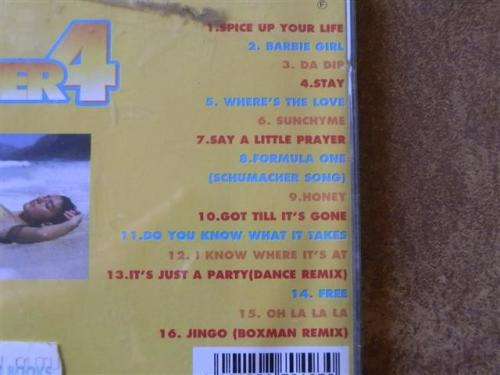 ER4
1.SPICE UP YOUR LIFE
2. BARBIE GIRL
3. DA DIP
4.STAY
5. WHERE'S THE LOVE
6. SUNCHYME
7.SAY A LITTLE PRAYER
8.FORMULA ONE
(SCHUMACHER SONG)
9.HONEY
10.GOT TILL IT'S GONE
11.DO YOU KNOW WHAT IT TAKES
12. I KNOW WHERE IT'S AT
13.IT'S JUST A PARTY(DANCE REMIX)
14. FREE
15. OH LA LA LA
16. JINGO (BOXMAN REMIX)